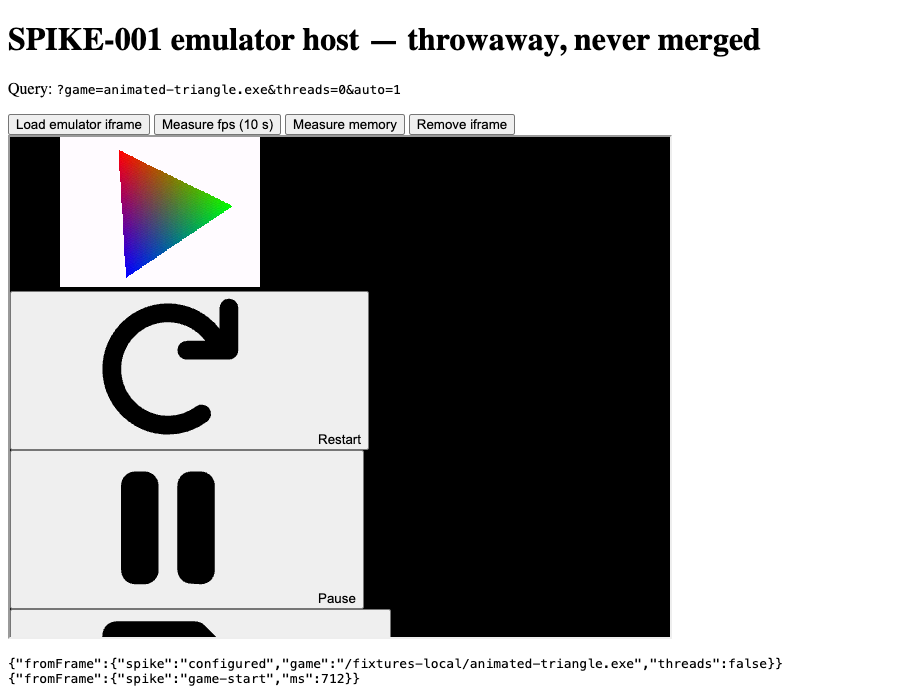 SPIKE-001 emulator host — throwaway, never merged
Query: ?game=animated-triangle.exe&threads=0&auto=1
Load emulator iframe Measure fps (10 s) Measure memory Remove iframe
Restart
Pause
{"fromFrame":{"spike":"configured","game":"/fixtures-local/animated-triangle.exe","threads":false}}
{"fromFrame":{"spike":"game-start","ms":712}}